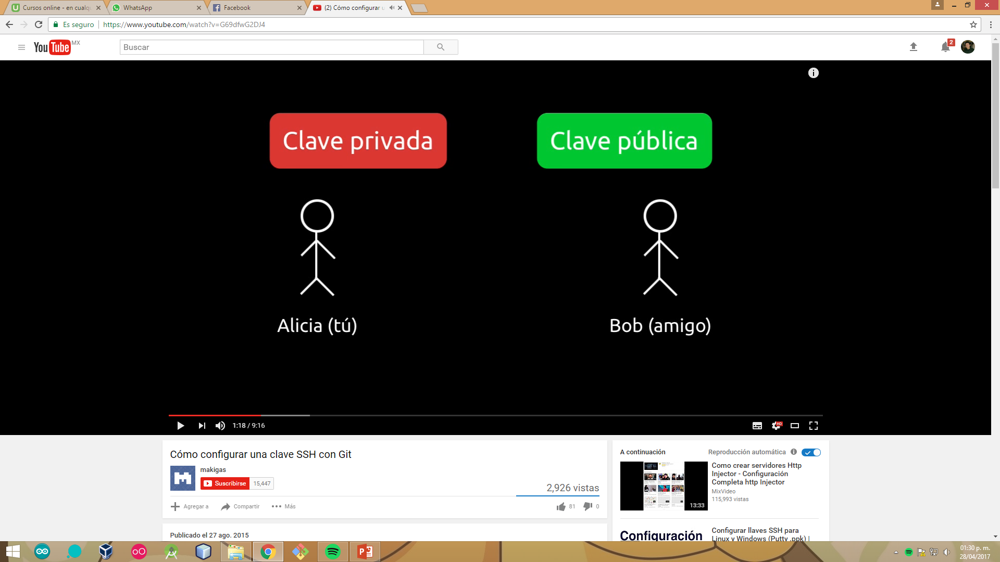 Cursos online - en cualqu
WhatsApp
Facebook
(2) Cómo configurar u
Es seguro
https://www.youtube.com/watch?v=G69dfwG2DJ4
YouTube MX
Buscar
2
Clave privada
Clave pública
Alicia (tú)
Bob (amigo)
1:18 / 9:16
HD
Cómo configurar una clave SSH con Git
makigas
Suscribirse 15,447
2,926 vistas
Agregar a
Compartir
Más
81
0
Publicado el 27 ago. 2015
A continuación
Reproducción automática
Como crear servidores Http
Injector - Configuración
Completa http Injector
MixVideo
115,993 vistas
13:33
Configuración
Configurar llaves SSH para
Linux y Windows (Putty .ppk) |
01:30 p. m.
28/04/2017